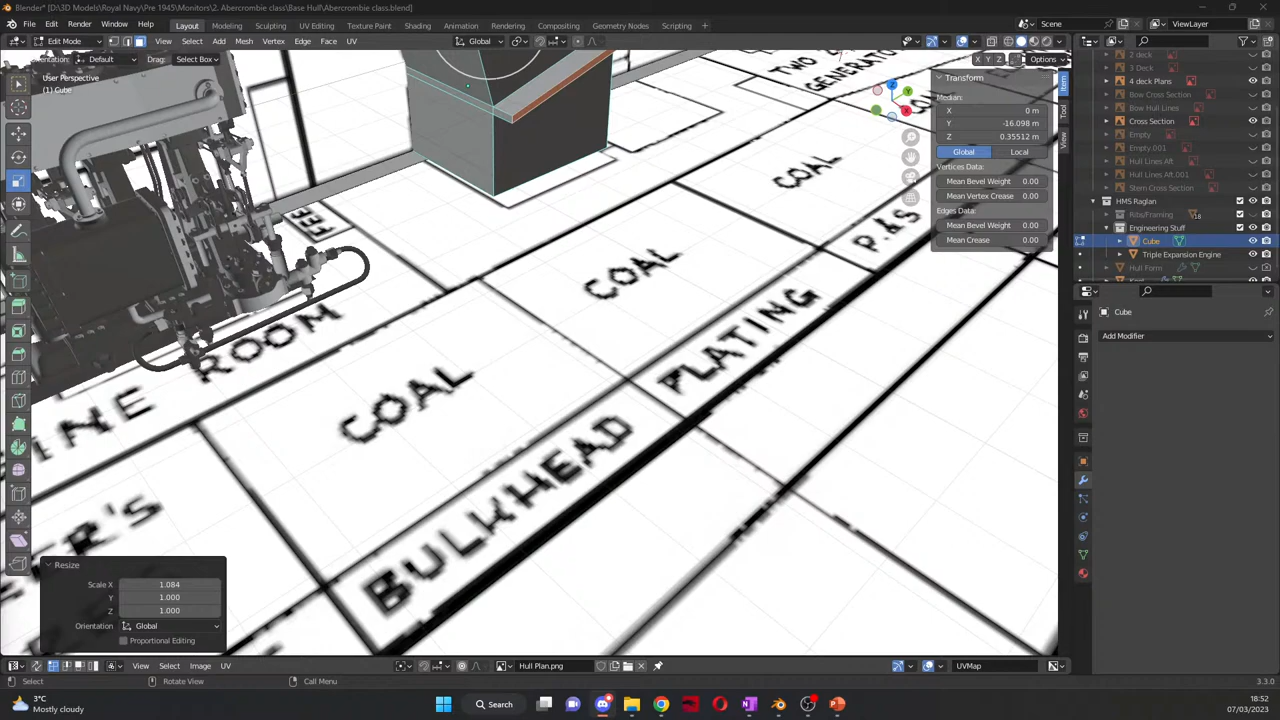 Blender* [D:\3D Models\Royal Navy\Pre 1945\Monitors\2. Abercrombie class\Base Hull\Abercrombie class.blend]
File Edit Render Window Help Layout Modeling Sculpting UV Editing Texture Paint Shading Animation Rendering Compositing Geometry Nodes Scripting + Scene ViewLayer
Edit Mode View Select Add Mesh Vertex Edge Face UV Global
Orientation: Default Drag: Select Box X Y Z Options
User Perspective
(1) Cube
Transform
Median:
X 0 m
Y -16.098 m
Z 0.35512 m
Global Local
Vertices Data:
Mean Bevel Weight 0.00
Mean Vertex Crease 0.00
Edges Data:
Mean Bevel Weight 0.00
Mean Crease 0.00
Item
Tool
View
2 deck
3 Deck
4 deck Plans
Bow Cross Section
Bow Hull Lines
Cross Section
Empty
Empty.001
Hull Lines Aft
Hull Lines Aft.001
Stern Cross Section
HMS Raglan
Ribs/Framing 18
Engineering Stuff
Cube
Triple Expansion Engine
Hull Form
Cube
Add Modifier
TWO
GENERATO
COAL
P.&S
COAL
FEE
PLATING
INE ROOM
COAL
BULKHEAD
ER'S
Resize
Scale X 1.084
Y 1.000
Z 1.000
Orientation Global
Proportional Editing
View Select Image UV Hull Plan.png UVMap
Select Rotate View Call Menu 3.3.0
3°C
Mostly cloudy
Search
18:52
07/03/2023